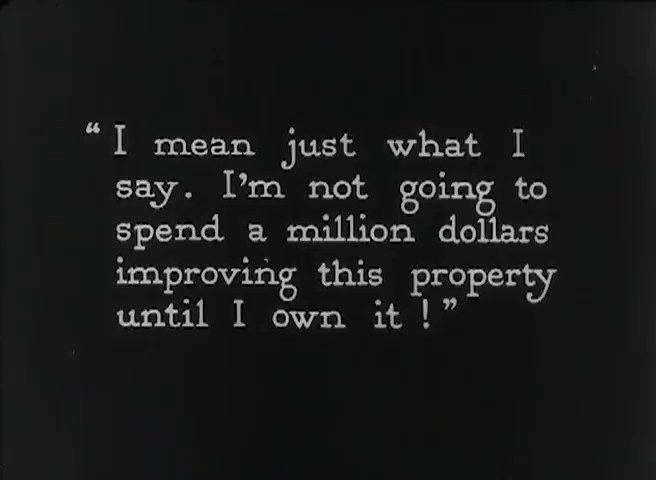 “I mean just what I
say. I'm not going to
spend a million dollars
improving this property
until I own it!”